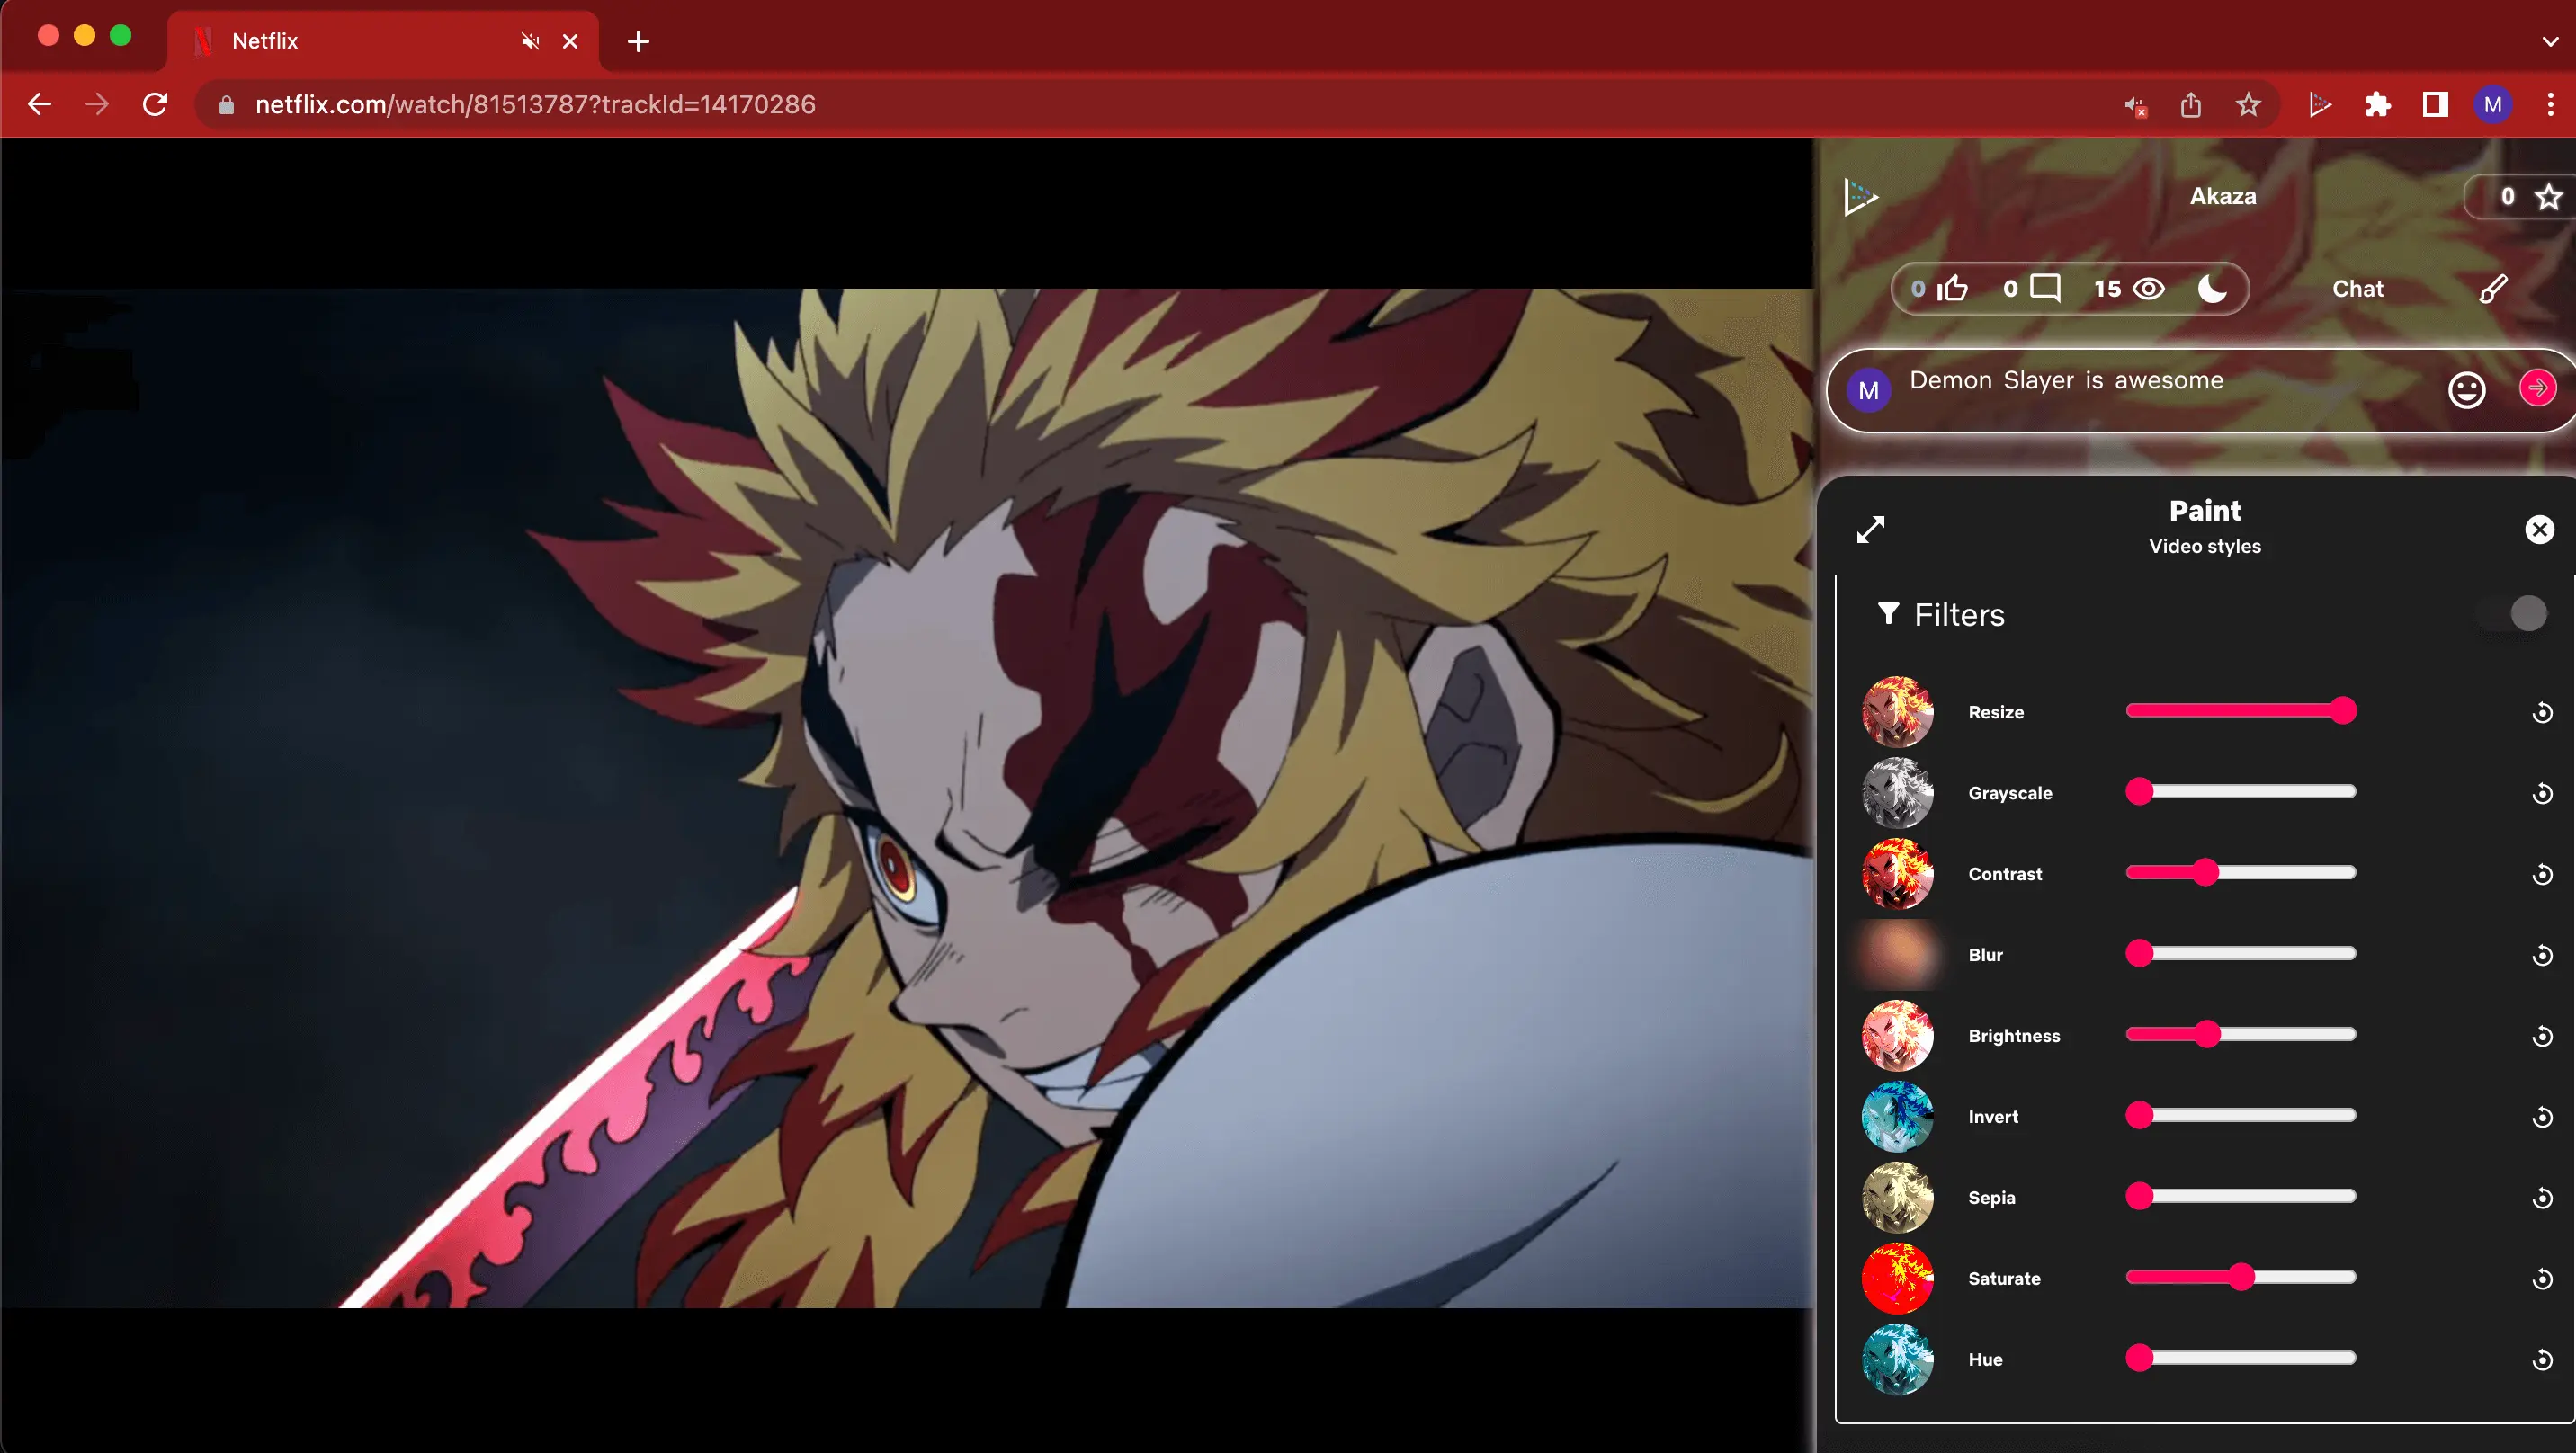 Netflix
netflix.com/watch/81513787?trackId=14170286
M
Akaza
0
0
0
15
Chat
M
Demon Slayer is awesome
Paint
Video styles
Filters
Resize
Grayscale
Contrast
Blur
Brightness
Invert
Sepia
Saturate
Hue